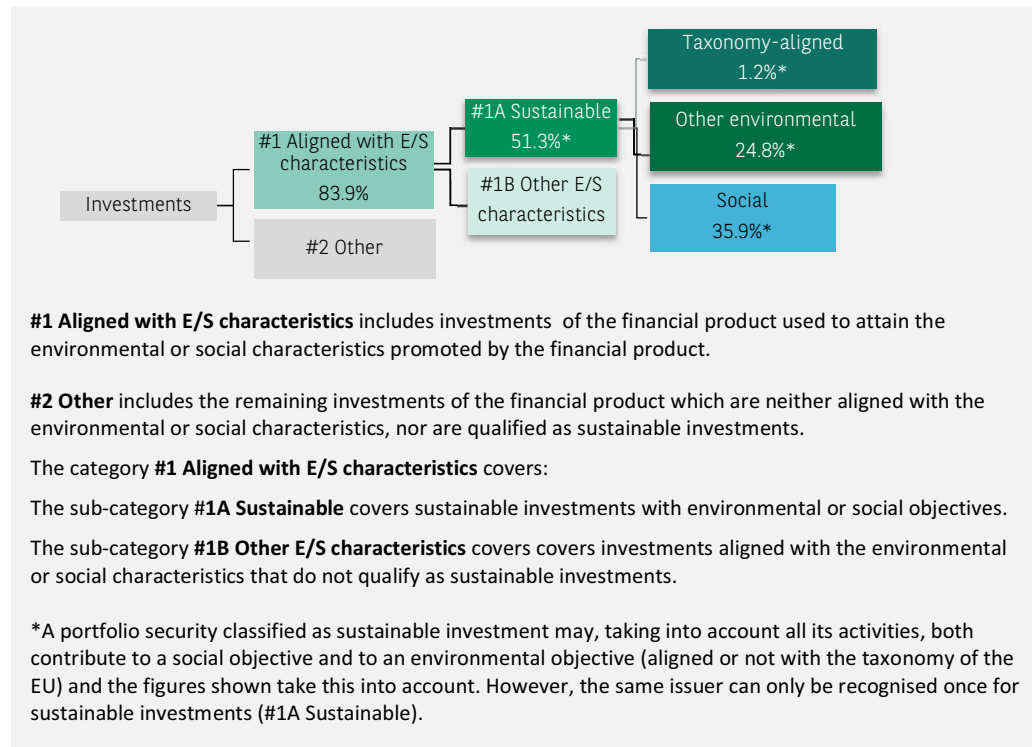 Taxonomy-aligned
1.2%*
#1A Sustainable
51.3%*
Other environmental
24.8%*
#1 Aligned with E/S
characteristics
83.9%
#1B Other E/S
characteristics
Investments
Social
35.9%*
#2 Other
#1 Aligned with E/S characteristics includes investments of the financial product used to attain the
environmental or social characteristics promoted by the financial product.
#2 Other includes the remaining investments of the financial product which are neither aligned with the
environmental or social characteristics, nor are qualified as sustainable investments.
The category #1 Aligned with E/S characteristics covers:
The sub-category #1A Sustainable covers sustainable investments with environmental or social objectives.
The sub-category #1B Other E/S characteristics covers covers investments aligned with the environmental
or social characteristics that do not qualify as sustainable investments.
*A portfolio security classified as sustainable investment may, taking into account all its activities, both
contribute to a social objective and to an environmental objective (aligned or not with the taxonomy of the
EU) and the figures shown take this into account. However, the same issuer can only be recognised once for
sustainable investments (#1A Sustainable).